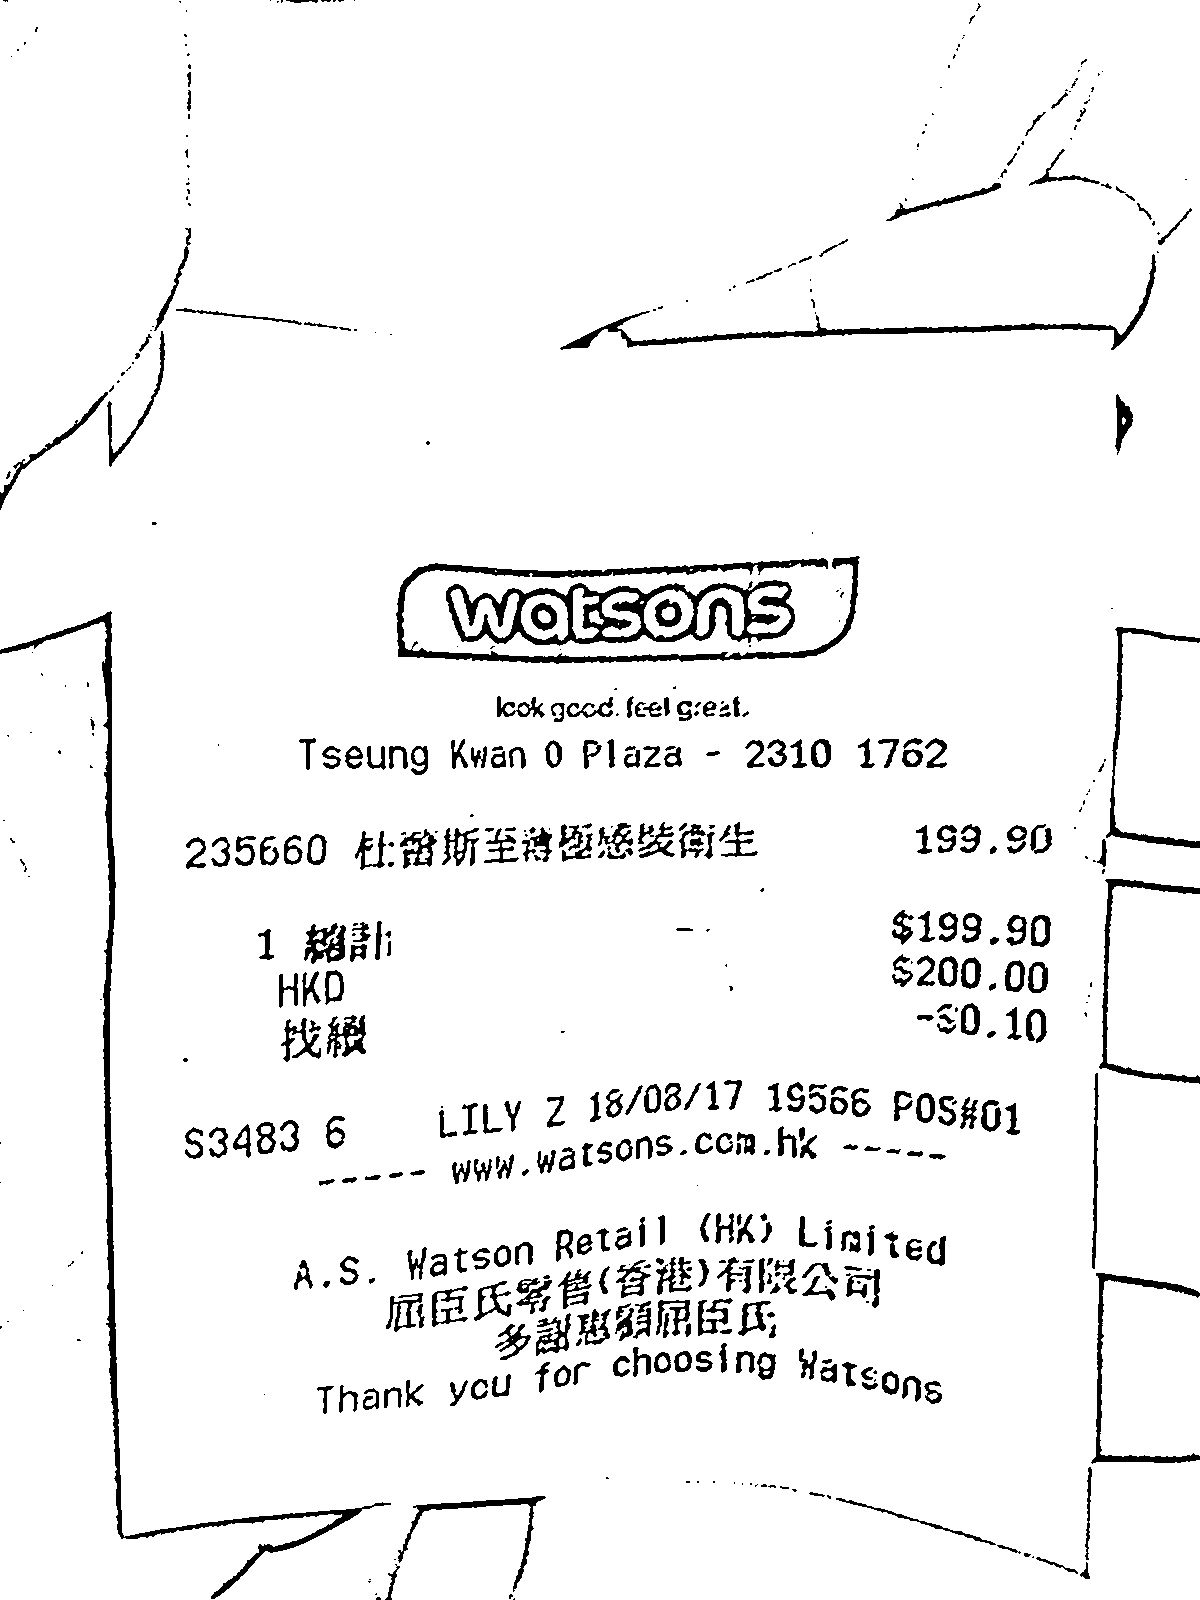 watsons
look good. feel great.
Tseung Kwan O Plaza - 2310 1762
235660 杜蕾斯至薄極感裝衛生 199.90
1 總計 $199.90
HKD $200.00
找續 -$0.10
S3483 6 LILY Z 18/08/17 19566 POS#01
----- www.watsons.com.hk -----
A.S. Watson Retail (HK) Limited
屈臣氏零售(香港)有限公司
多謝惠顧屈臣氏
Thank you for choosing Watsons